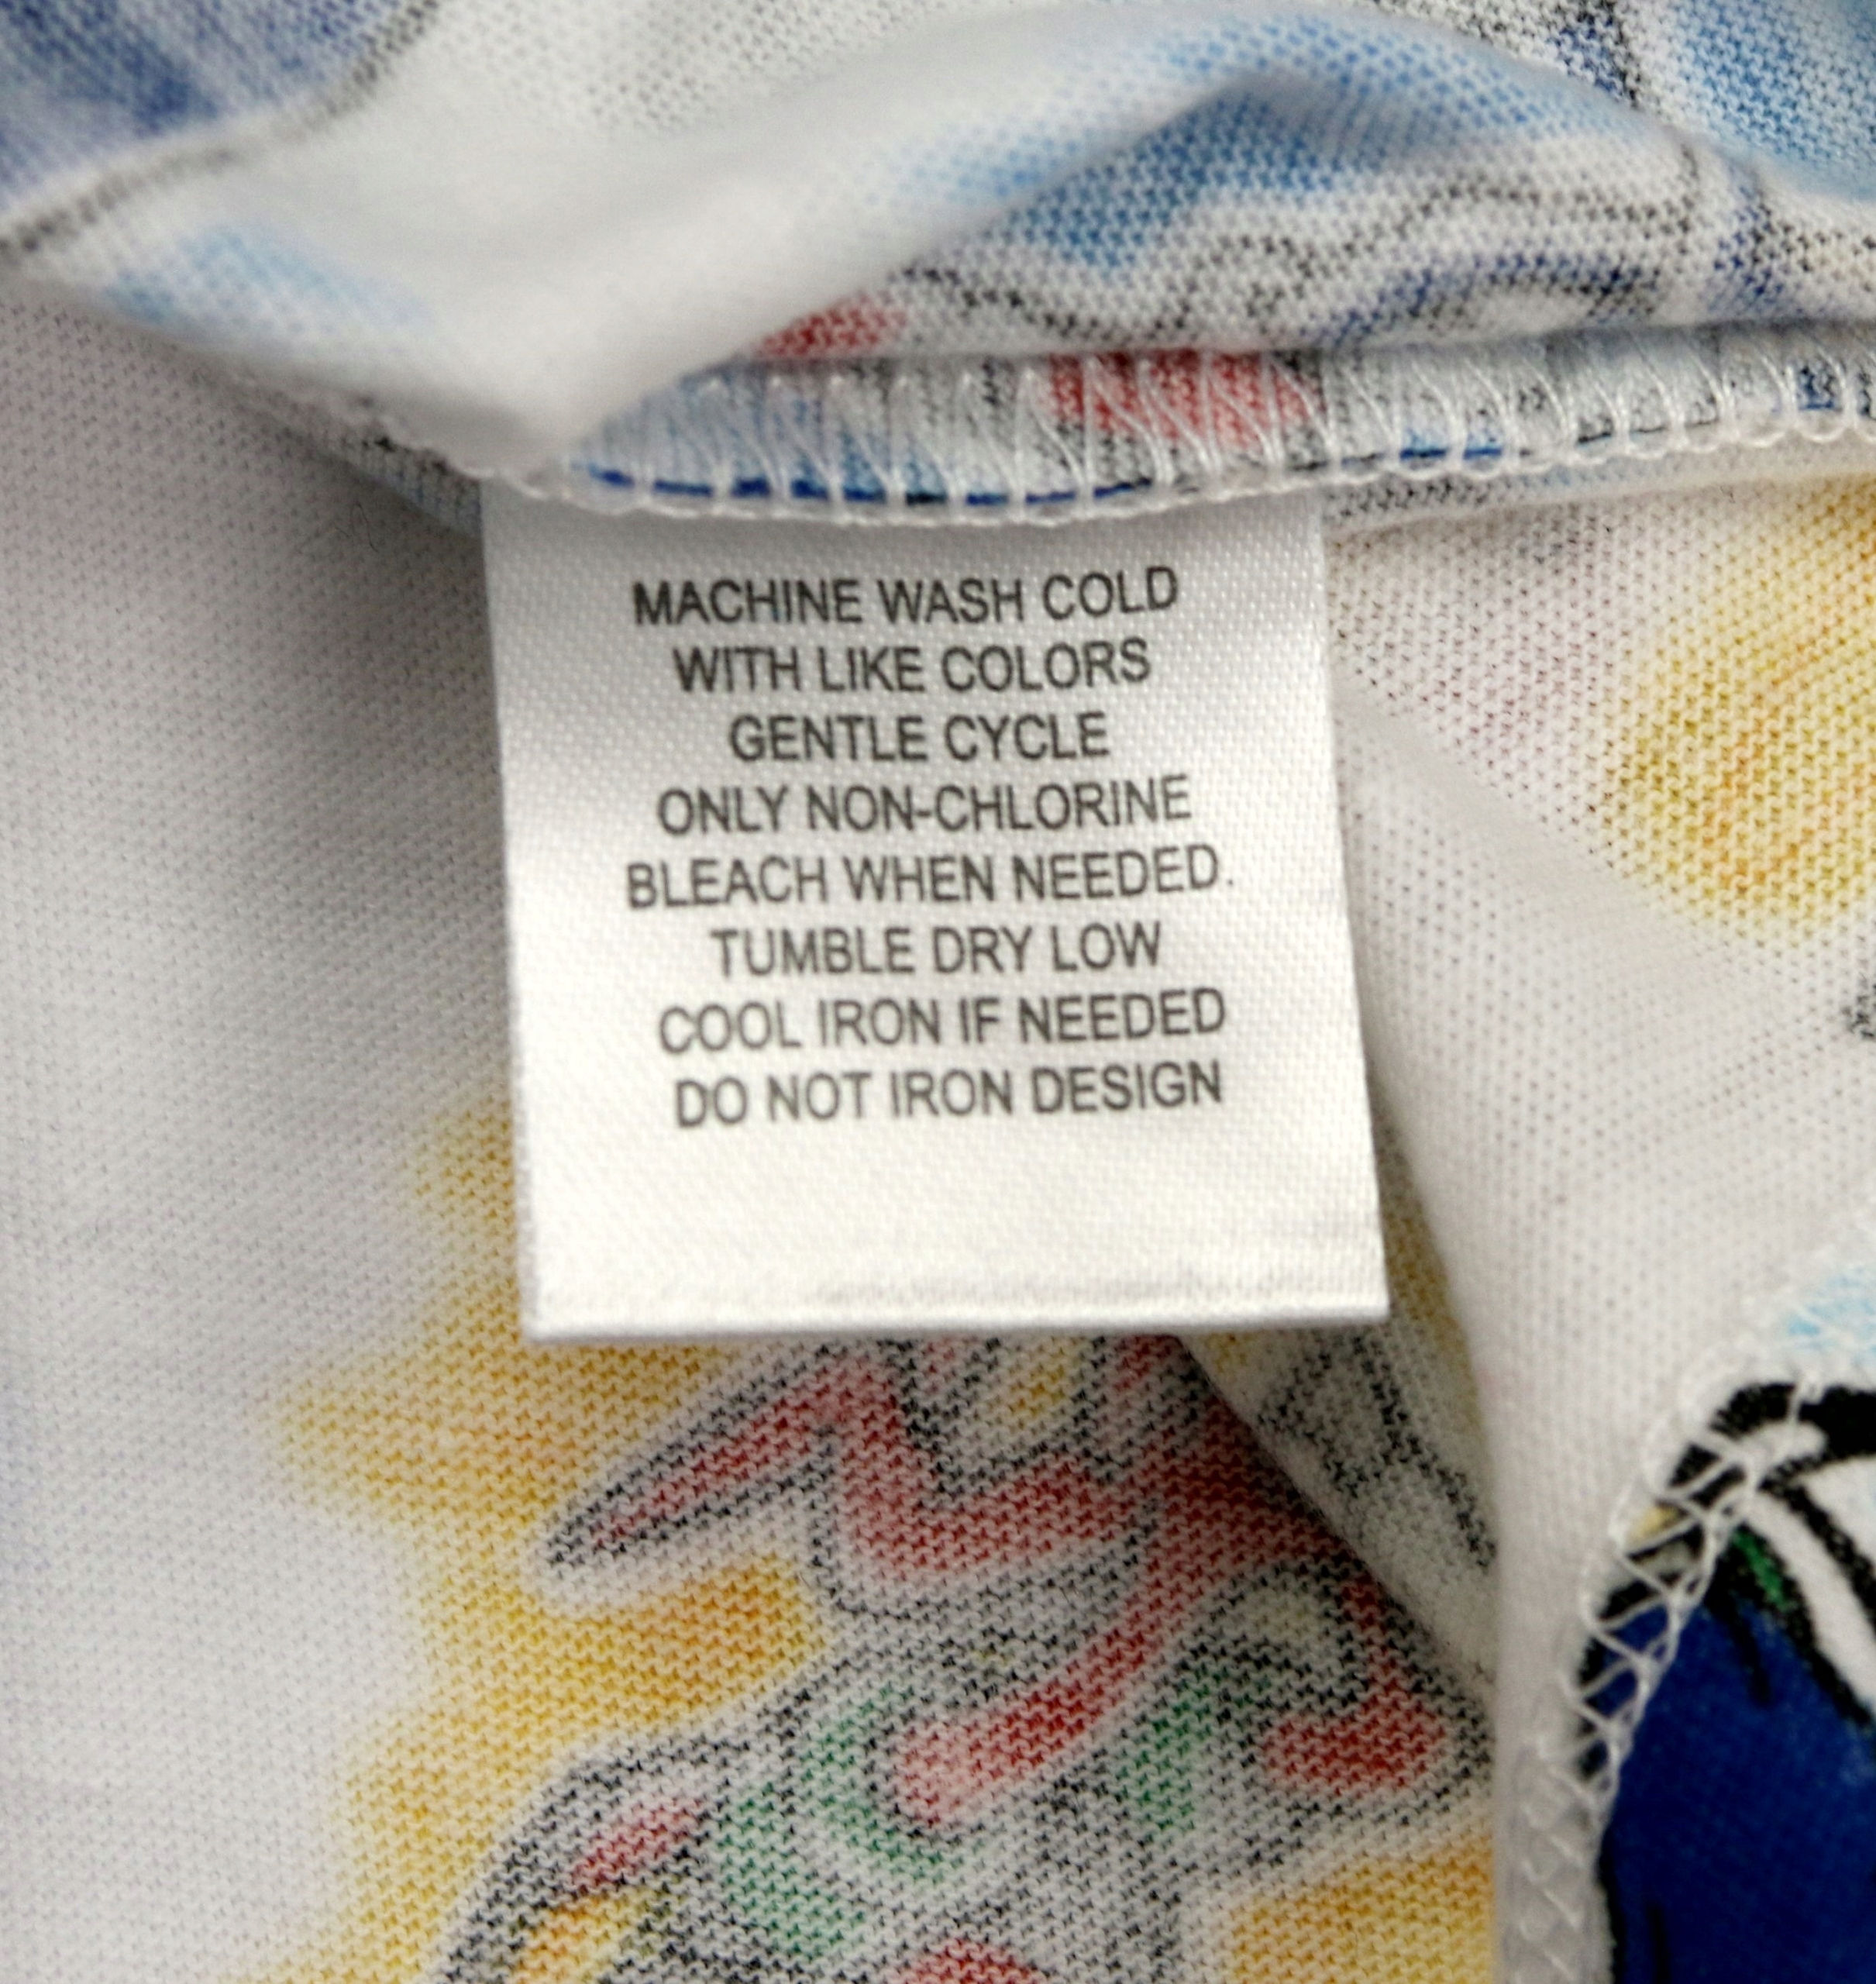 MACHINE WASH COLD
WITH LIKE COLORS
GENTLE CYCLE
ONLY NON-CHLORINE
BLEACH WHEN NEEDED.
TUMBLE DRY LOW
COOL IRON IF NEEDED
DO NOT IRON DESIGN